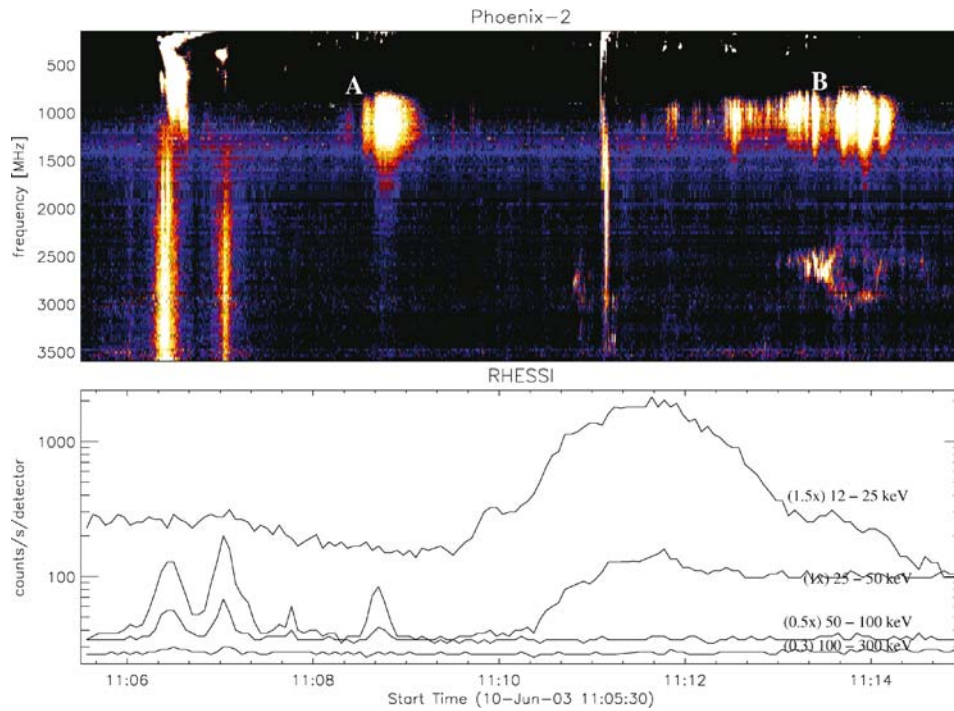 Phoenix-2
frequency [MHz]
500
1000
1500
2000
2500
3000
3500
A
B
RHESSI
counts/s/detector
1000
100
(1.5x) 12 – 25 keV
(1x) 25 – 50 keV
(0.5x) 50 – 100 keV
(0.3) 100 – 300 keV
11:06
11:08
11:10
11:12
11:14
Start Time (10-Jun-03 11:05:30)